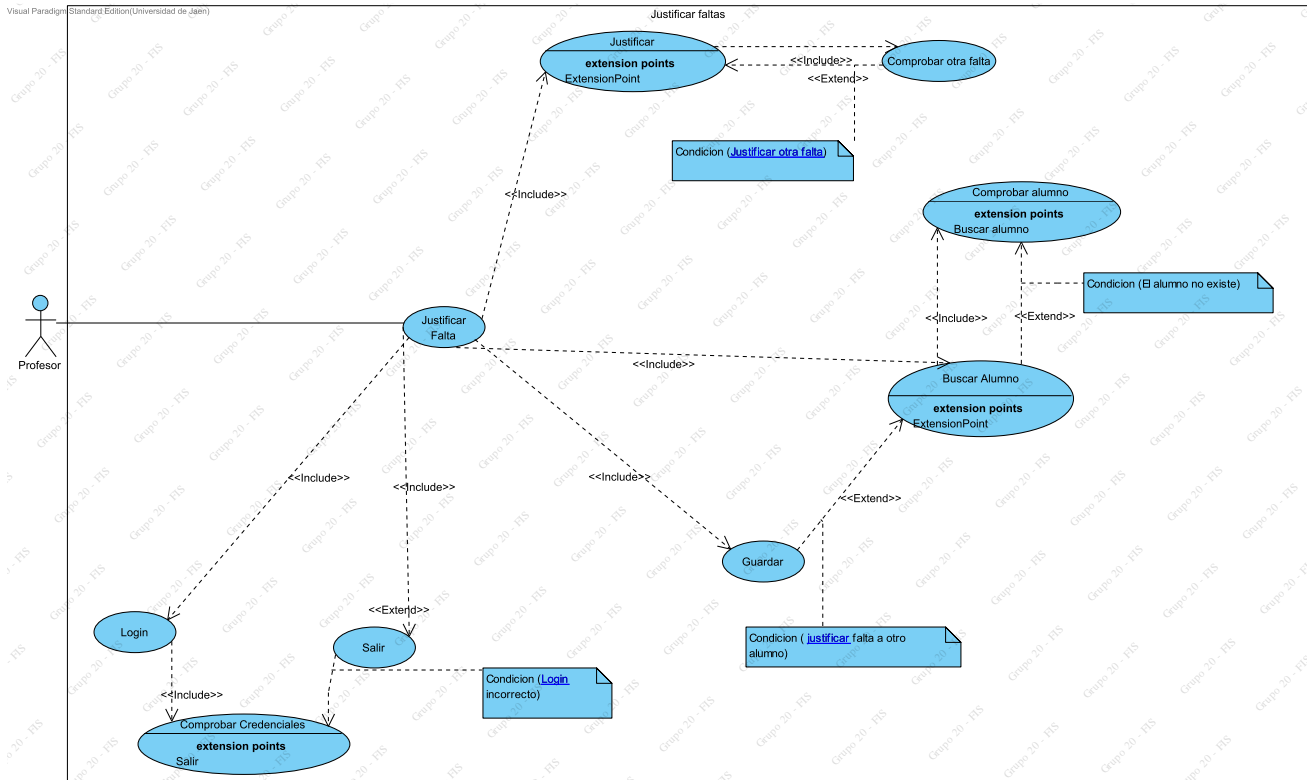 Visual Paradigm Standard Edition(Universidad de Jaen)
Justificar faltas
Justificar
extension points
ExtensionPoint
Comprobar otra falta
<<Include>>
<<Extend>>
Condicion (Justificar otra falta)
<<Include>>
Comprobar alumno
extension points
Buscar alumno
Condicion (El alumno no existe)
<<Include>>
<<Extend>>
Profesor
Justificar
Falta
<<Include>>
Buscar Alumno
extension points
ExtensionPoint
<<Include>>
<<Include>>
<<Include>>
<<Extend>>
Guardar
Condicion ( justificar falta a otro
alumno)
Login
<<Extend>>
Salir
Condicion (Login
incorrecto)
<<Include>>
Comprobar Credenciales
extension points
Salir
Grupo 20 - FIS